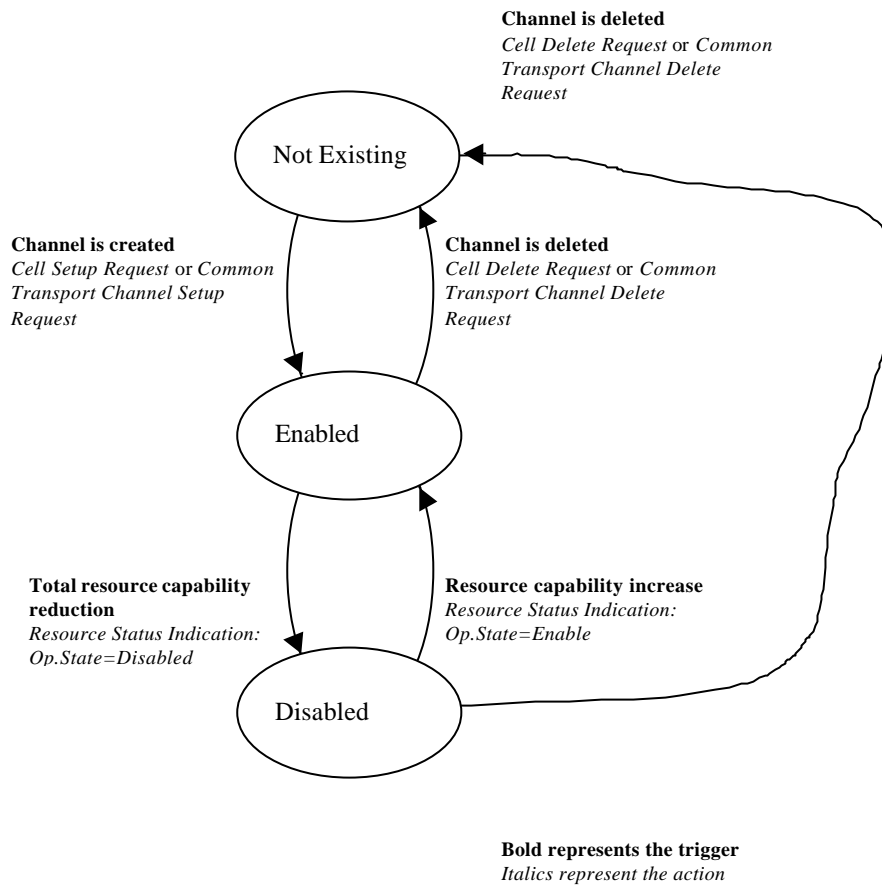 Channel is deleted
Cell Delete Request or Common
Transport Channel Delete
Request
Not Existing
Channel is created
Cell Setup Request or Common
Transport Channel Setup
Request
Channel is deleted
Cell Delete Request or Common
Transport Channel Delete
Request
Enabled
Total resource capability
reduction
Resource Status Indication:
Op.State=Disabled
Resource capability increase
Resource Status Indication:
Op.State=Enable
Disabled
Bold represents the trigger
Italics represent the action